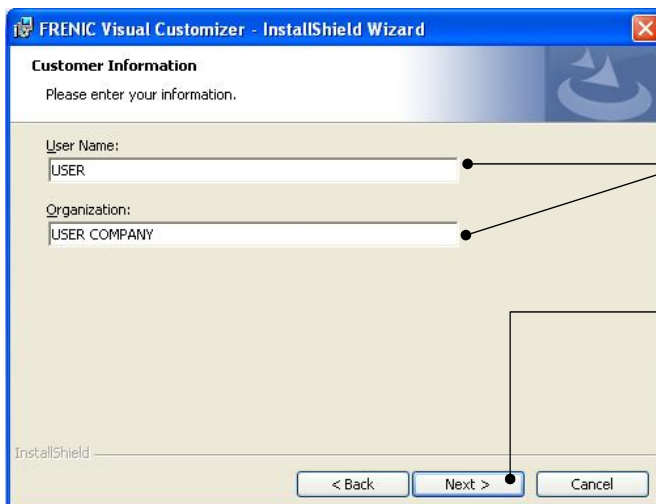 FRENIC Visual Customizer - InstallShield Wizard
Customer Information
Please enter your information.
User Name:
USER
Organization:
USER COMPANY
InstallShield
< Back Next > Cancel